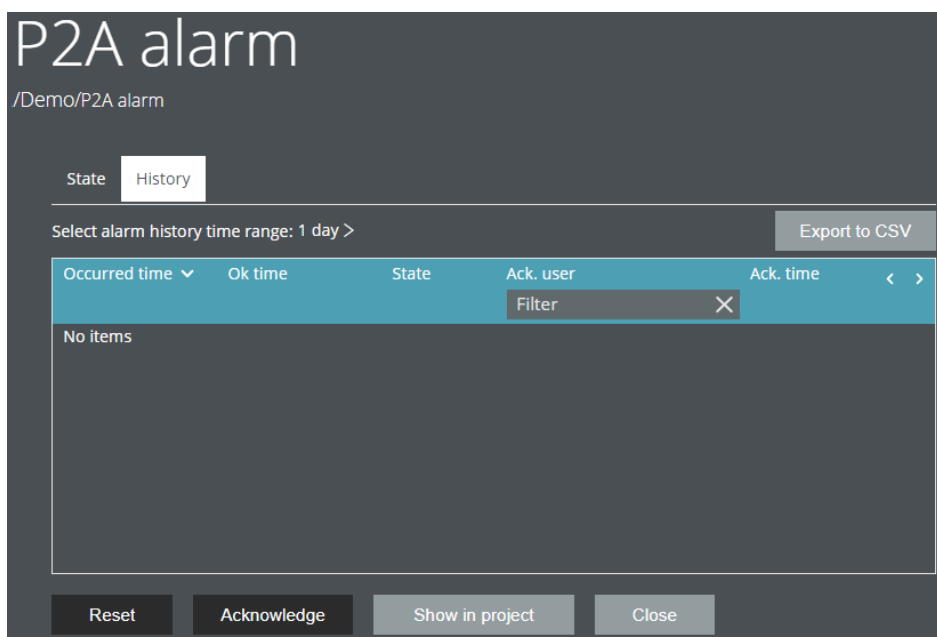 P2A alarm
/Demo/P2A alarm
State History
Select alarm history time range: 1 day >
Export to CSV
Occurred time Ok time State Ack. user Ack. time < >
Filter
No items
Reset Acknowledge Show in project Close